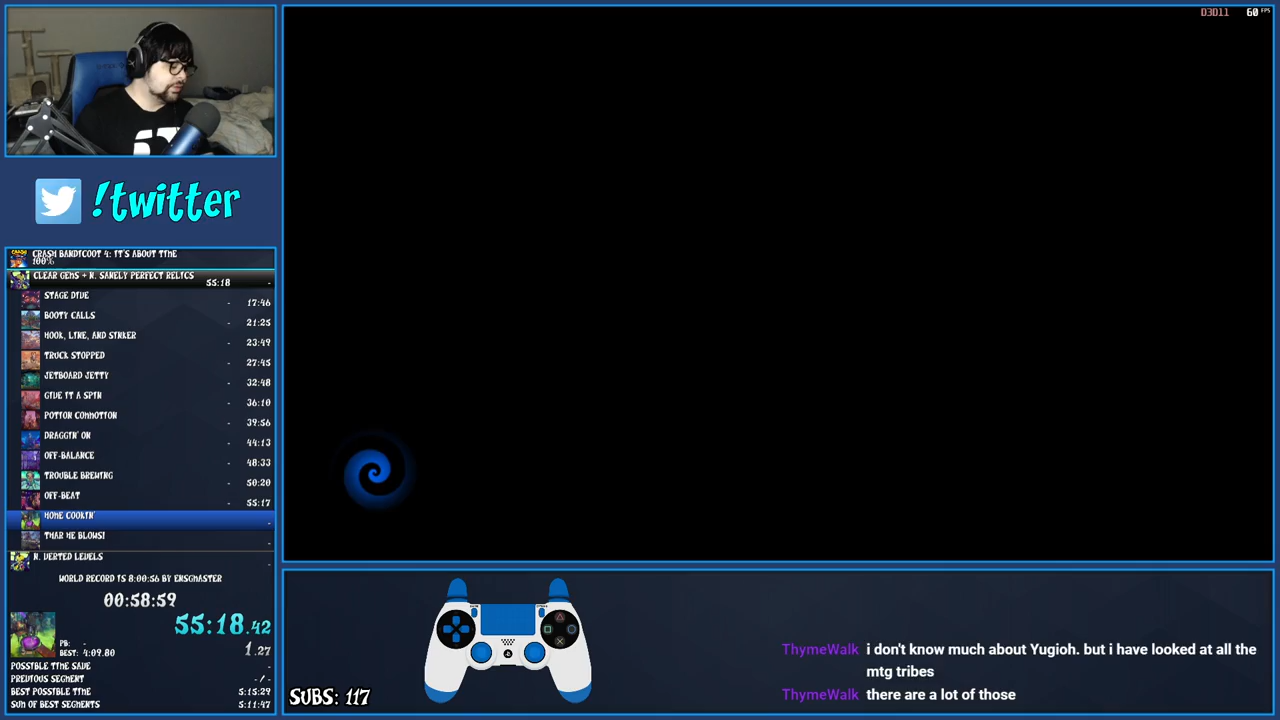 D3D11 60 FPS
!twitter
CRASH BANDICOOT 4: IT'S ABOUT TIME
100%
CLEAR GEMS + N. SANELY PERFECT RELICS
55:18 -
STAGE DIVE - 17:46
BOOTY CALLS - 21:25
HOOK, LINE, AND SINKER - 23:49
TRUCK STOPPED - 27:45
JETBOARD JETTY - 32:48
GIVE IT A SPIN - 36:10
POTION COMMOTION - 39:56
DRAGGIN' ON - 44:13
OFF-BALANCE - 48:33
TROUBLE BREWING - 50:20
OFF-BEAT - 55:17
HOME COOKIN' -
THAR HE BLOWS! -
N. VERTED LEVELS -
WORLD RECORD IS 8:00:56 BY ENSGMASTER
00:58:59
55:18.42
PB: -
BEST: 4:09.80
1.27
POSSIBLE TIME SAVE -
PREVIOUS SEGMENT - / -
BEST POSSIBLE TIME 5:15:29
SUM OF BEST SEGMENTS 5:11:47
SUBS: 117
ThymeWalk i don't know much about Yugioh. but i have looked at all the
mtg tribes
ThymeWalk there are a lot of those